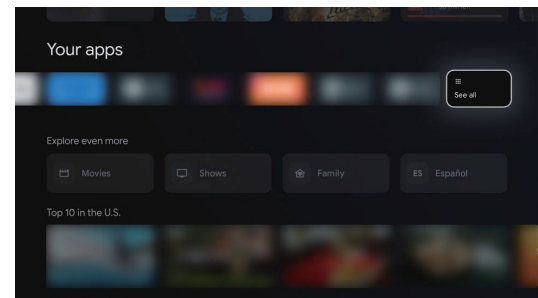 Your apps
See all
Explore even more
Movies
Shows
Family
ES Español
Top 10 in the U.S.